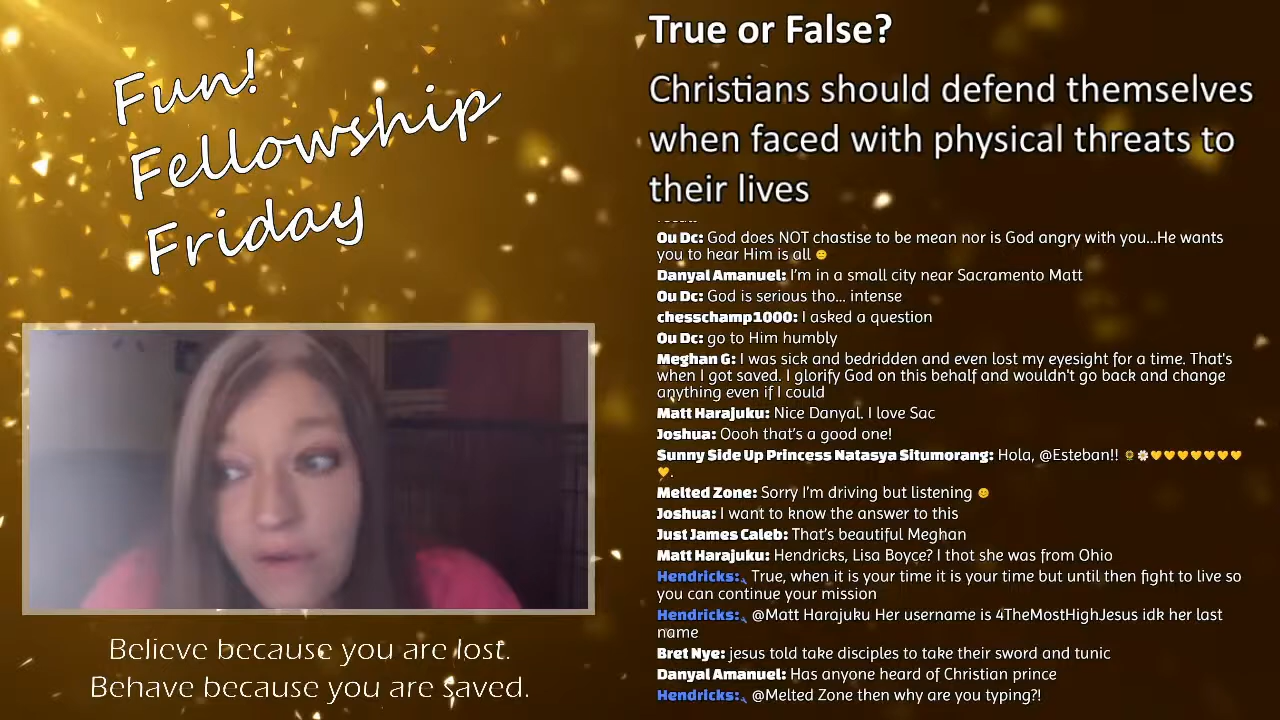 Fun!
Fellowship
Friday
True or False?
Christians should defend themselves
when faced with physical threats to
their lives
Ou Dc: God does NOT chastise to be mean nor is God angry with you...He wants
you to hear Him is all 🙂
Danyal Amanuel: I'm in a small city near Sacramento Matt
Ou Dc: God is serious tho... intense
chesschamp1000: I asked a question
Ou Dc: go to Him humbly
Meghan G: I was sick and bedridden and even lost my eyesight for a time. That's
when I got saved. I glorify God on this behalf and wouldn't go back and change
anything even if I could
Matt Harajuku: Nice Danyal. I love Sac
Joshua: Oooh that's a good one!
Sunny Side Up Princess Natasya Situmorang: Hola, @Esteban!! 🌻🌼💛💛💛💛💛💛💛
💛.
Melted Zone: Sorry I'm driving but listening 🙂
Joshua: I want to know the answer to this
Just James Caleb: That's beautiful Meghan
Matt Harajuku: Hendricks, Lisa Boyce? I thot she was from Ohio
Hendricks: True, when it is your time it is your time but until then fight to live so
you can continue your mission
Hendricks: @Matt Harajuku Her username is 4TheMostHighJesus idk her last
name
Bret Nye: jesus told take disciples to take their sword and tunic
Danyal Amanuel: Has anyone heard of Christian prince
Hendricks: @Melted Zone then why are you typing?!
Believe because you are lost.
Behave because you are saved.